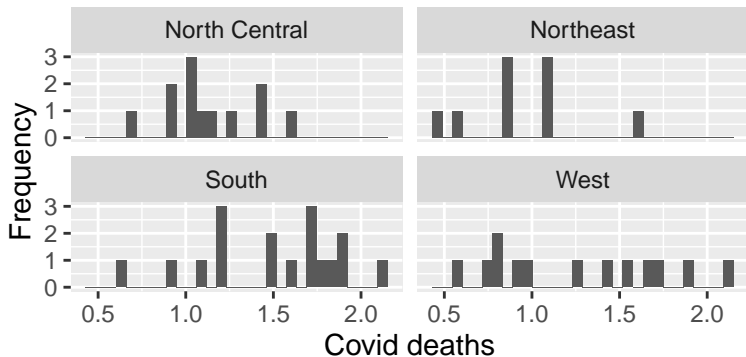 North Central
Northeast
3
2
1
0
South
West
3
2
1
0
0.5 1.0 1.5 2.0
0.5 1.0 1.5 2.0
Frequency
Covid deaths